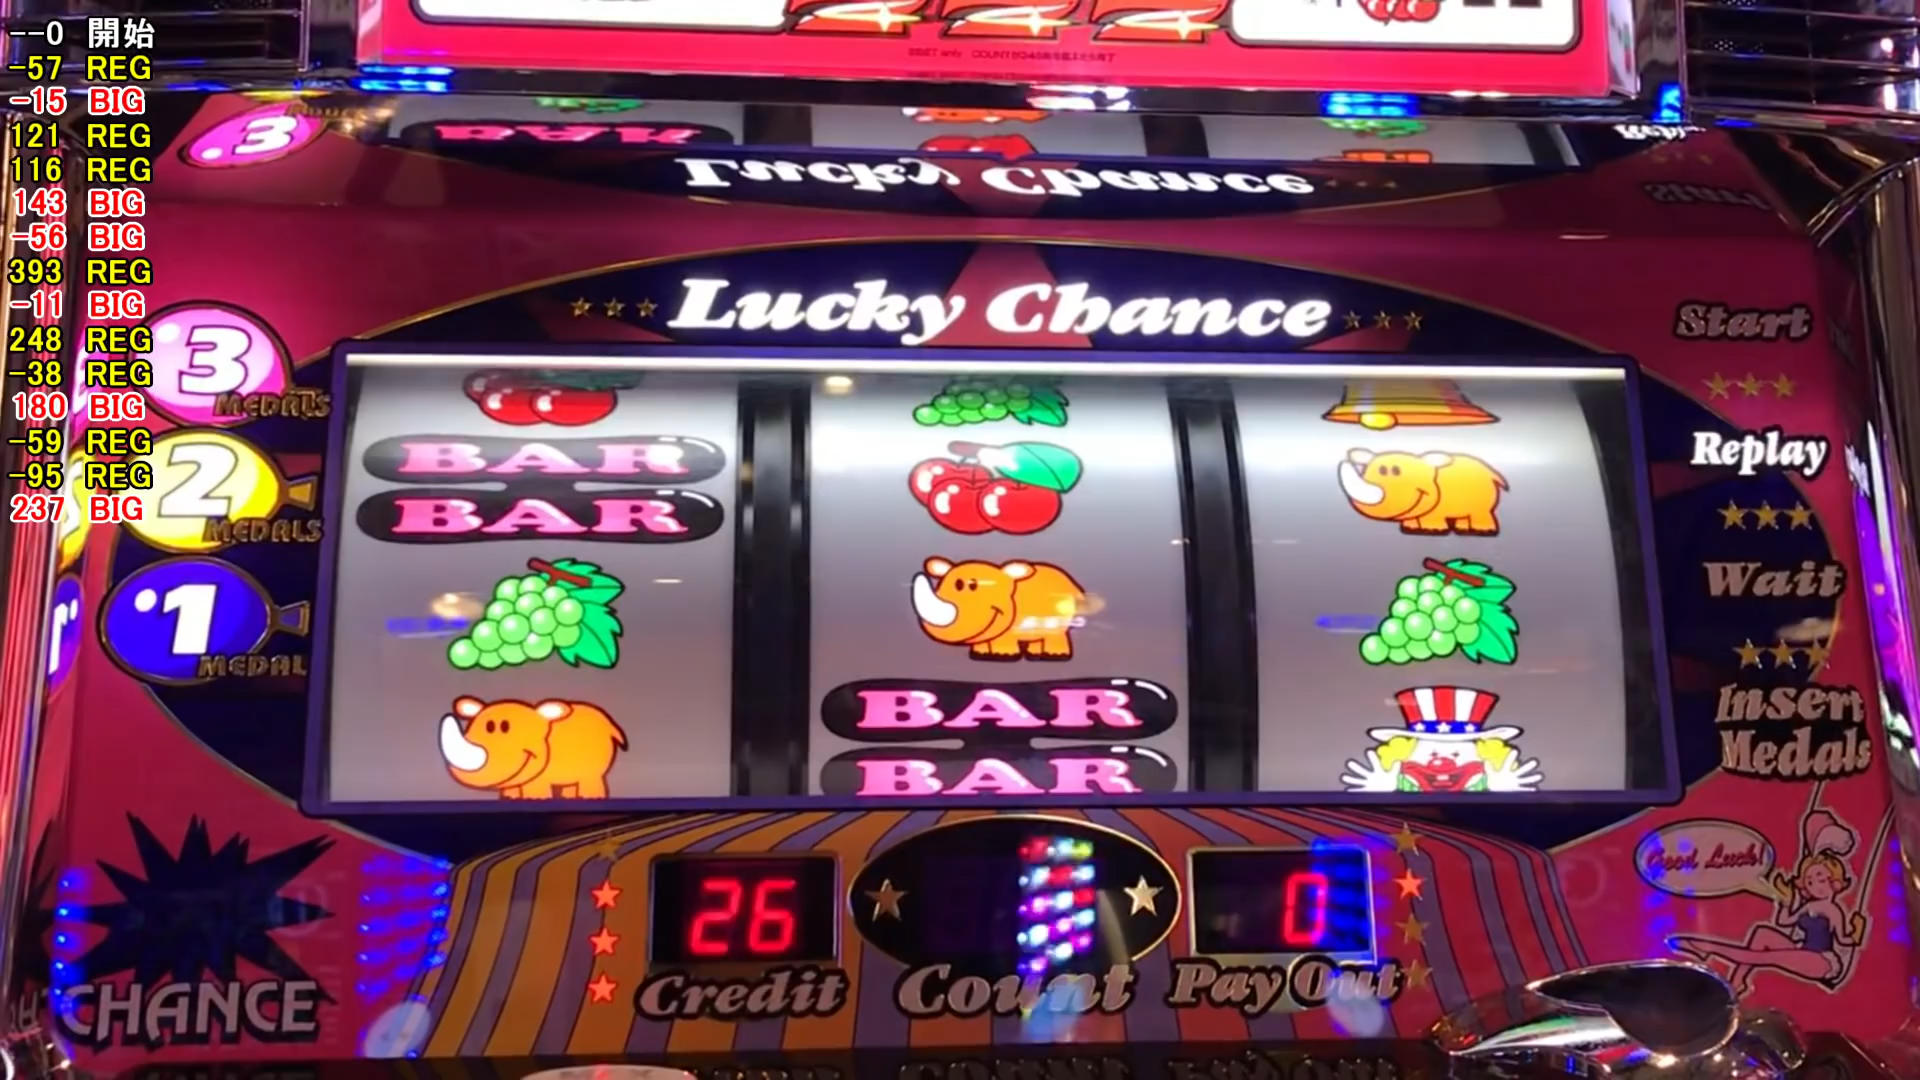 --0 開始
-57 REG
-15 BIG
121 REG
116 REG
143 BIG
-56 BIG
393 REG
-11 BIG
248 REG
-38 REG
180 BIG
-59 REG
-95 REG
237 BIG
777
3
BAR
Lucky Chance
Lucky Chance
Start
3 MEDALS
Start
2 MEDALS
Replay
1 MEDAL
Wait
Insert
Medals
BAR
BAR
BAR
BAR
Good Luck!
26
0
CHANCE
Credit
Count
Pay Out